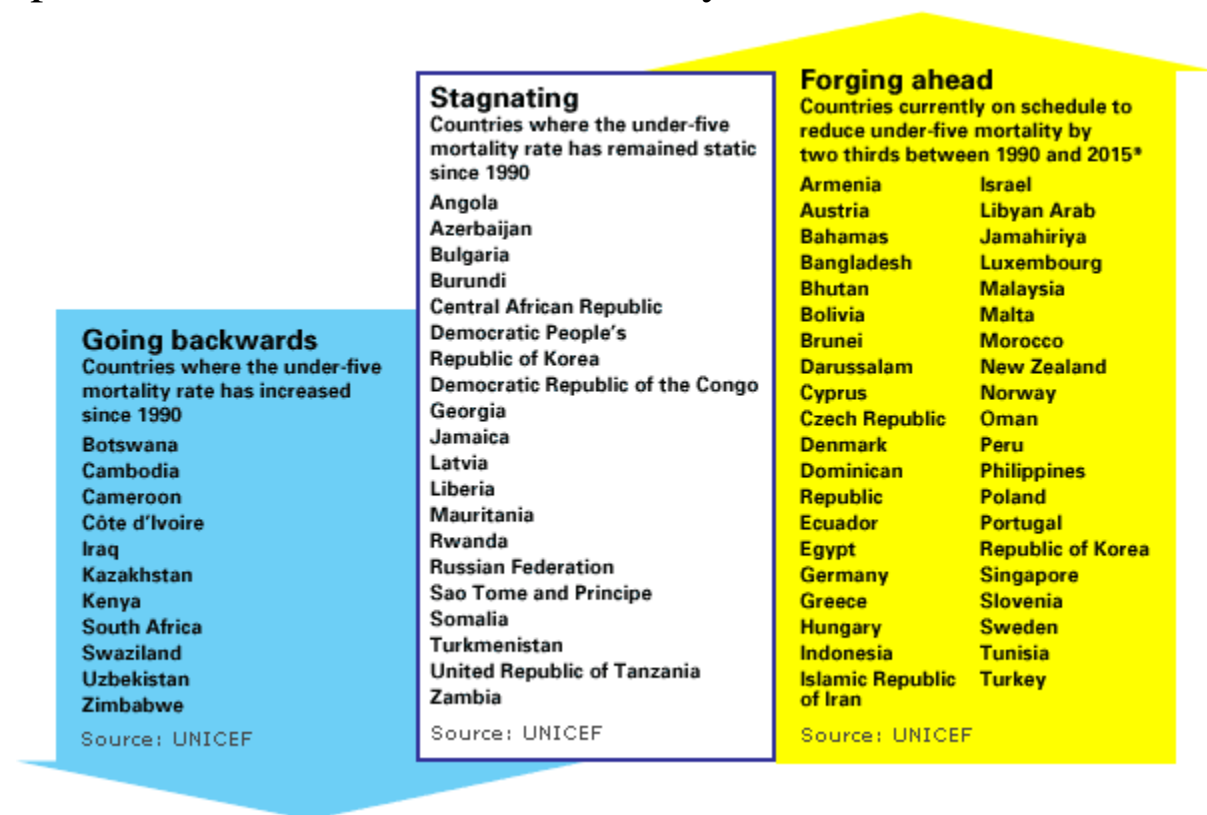 Going backwards
Countries where the under-five
mortality rate has increased
since 1990
Botswana
Cambodia
Cameroon
Côte d'Ivoire
Iraq
Kazakhstan
Kenya
South Africa
Swaziland
Uzbekistan
Zimbabwe
Source: UNICEF
Stagnating
Countries where the under-five
mortality rate has remained static
since 1990
Angola
Azerbaijan
Bulgaria
Burundi
Central African Republic
Democratic People's
Republic of Korea
Democratic Republic of the Congo
Georgia
Jamaica
Latvia
Liberia
Mauritania
Rwanda
Russian Federation
Sao Tome and Principe
Somalia
Turkmenistan
United Republic of Tanzania
Zambia
Source: UNICEF
Forging ahead
Countries currently on schedule to
reduce under-five mortality by
two thirds between 1990 and 2015*
Armenia
Austria
Bahamas
Bangladesh
Bhutan
Bolivia
Brunei
Darussalam
Cyprus
Czech Republic
Denmark
Dominican
Republic
Ecuador
Egypt
Germany
Greece
Hungary
Indonesia
Islamic Republic
of Iran
Israel
Libyan Arab
Jamahiriya
Luxembourg
Malaysia
Malta
Morocco
New Zealand
Norway
Oman
Peru
Philippines
Poland
Portugal
Republic of Korea
Singapore
Slovenia
Sweden
Tunisia
Turkey
Source: UNICEF